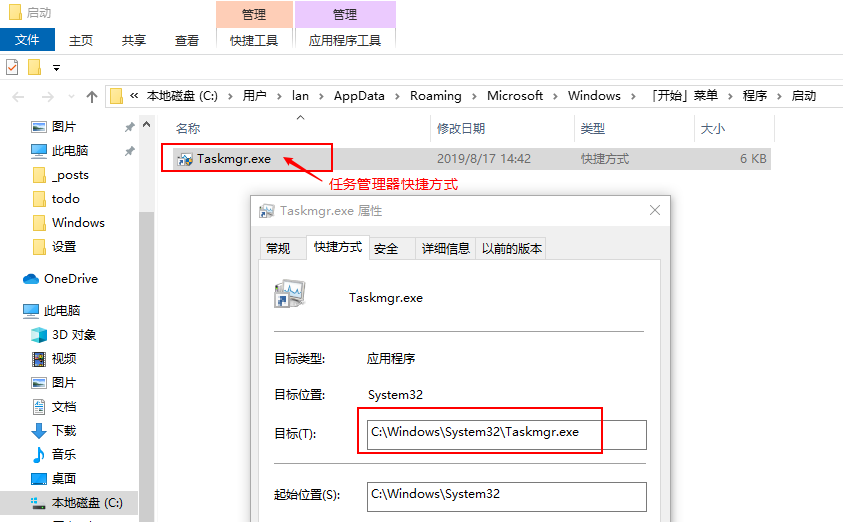 启动
管理
管理
文件
主页
共享
查看
快捷工具
应用程序工具
« 本地磁盘 (C:) › 用户 › lan › AppData › Roaming › Microsoft › Windows › 「开始」菜单 › 程序 › 启动
图片
此电脑
_posts
todo
Windows
设置
OneDrive
此电脑
3D 对象
视频
图片
文档
下载
音乐
桌面
本地磁盘 (C:)
名称 修改日期 类型 大小
Taskmgr.exe 2019/8/17 14:42 快捷方式 6 KB
任务管理器快捷方式
Taskmgr.exe 属性
常规 快捷方式 安全 详细信息 以前的版本
Taskmgr.exe
目标类型: 应用程序
目标位置: System32
目标(T): C:\Windows\System32\Taskmgr.exe
起始位置(S): C:\Windows\System32